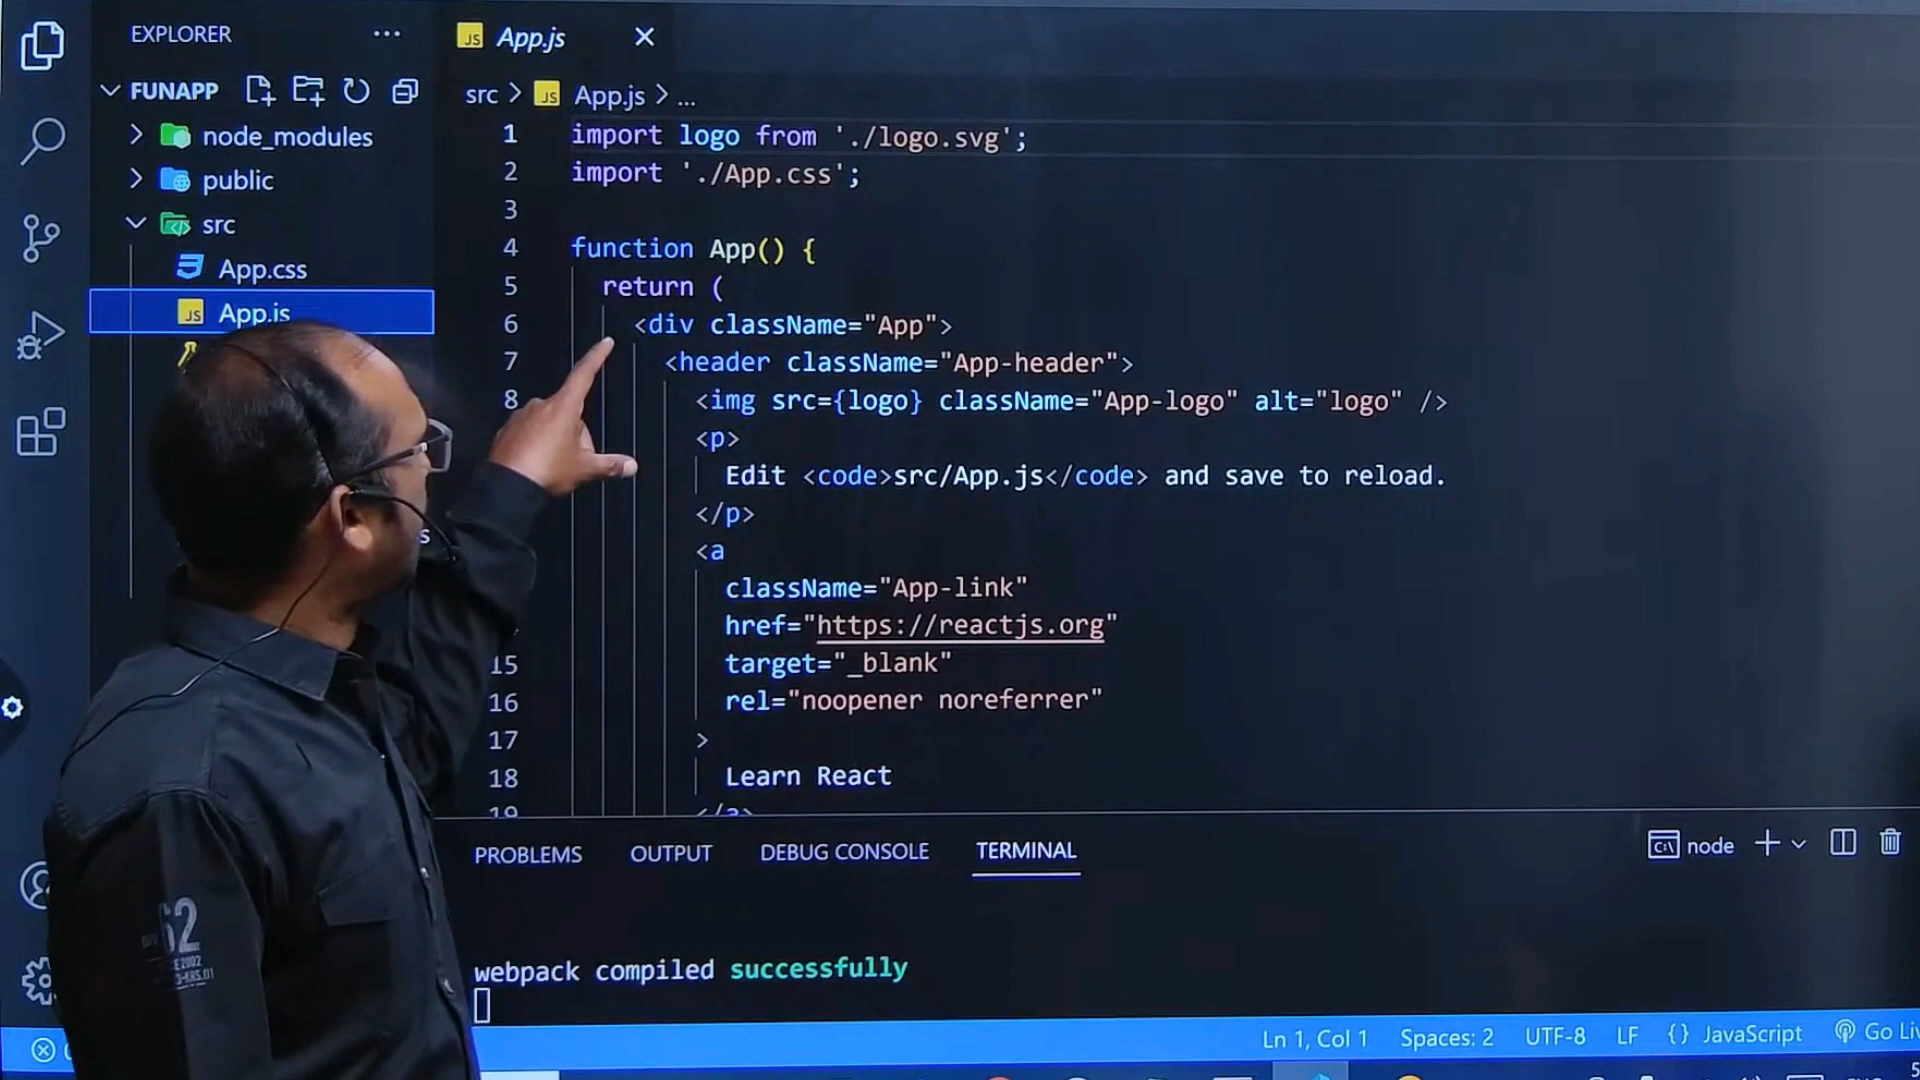 EXPLORER
FUNAPP
node_modules
public
src
App.css
App.js
s
App.js
src > App.js > ...
1 import logo from './logo.svg';
2 import './App.css';
3
4 function App() {
5 return (
6 <div className="App">
7 <header className="App-header">
8 <img src={logo} className="App-logo" alt="logo" />
<p>
Edit <code>src/App.js</code> and save to reload.
</p>
<a
className="App-link"
href="https://reactjs.org"
15 target="_blank"
16 rel="noopener noreferrer"
17 >
18 Learn React
19 </a>
PROBLEMS OUTPUT DEBUG CONSOLE TERMINAL
node
webpack compiled successfully
Ln 1, Col 1 Spaces: 2 UTF-8 LF {} JavaScript Go Liv
62